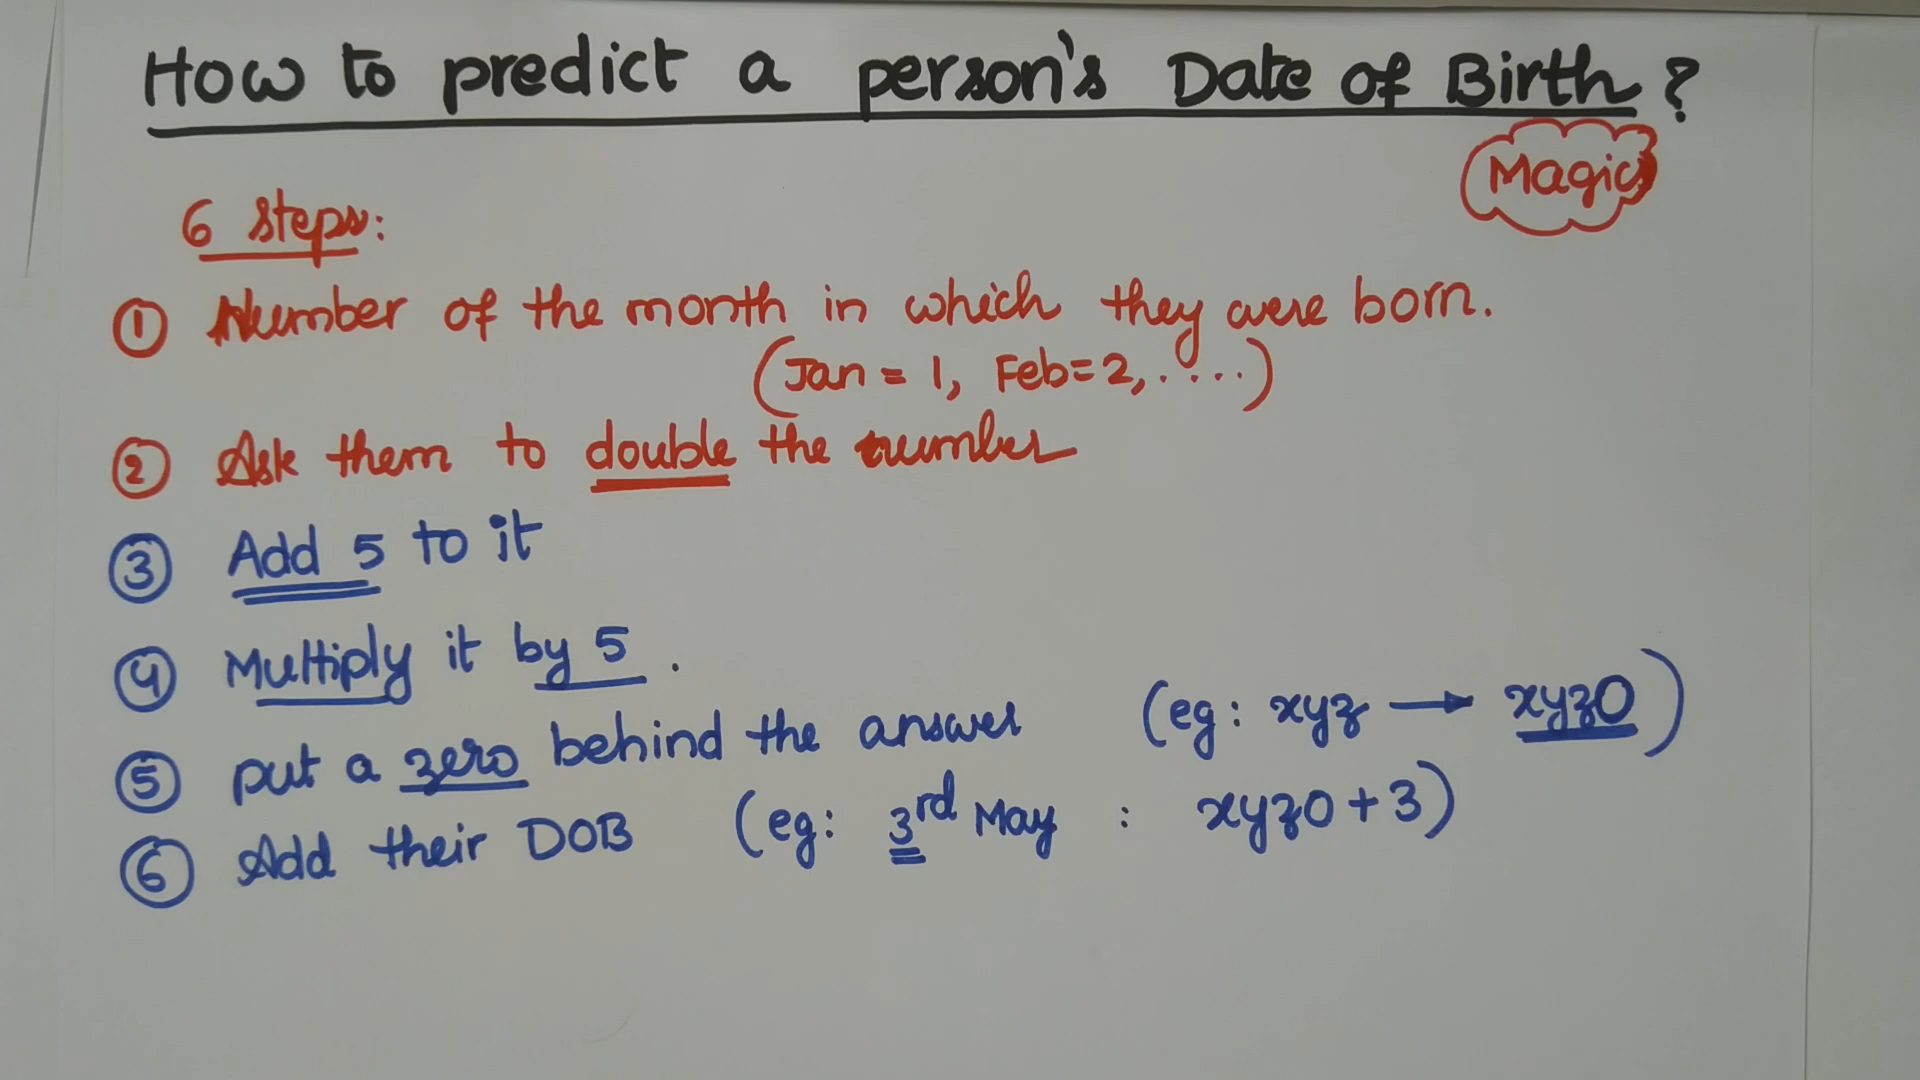 How to predict a person's Date of Birth?
Magic
6 steps:
① Number of the month in which they were born.
(Jan = 1, Feb = 2, .....)
② Ask them to double the number
③ Add 5 to it
④ Multiply it by 5.
⑤ put a zero behind the answer (eg: xyz → xyz0)
⑥ Add their DOB (eg: 3rd May : xyz0 + 3)